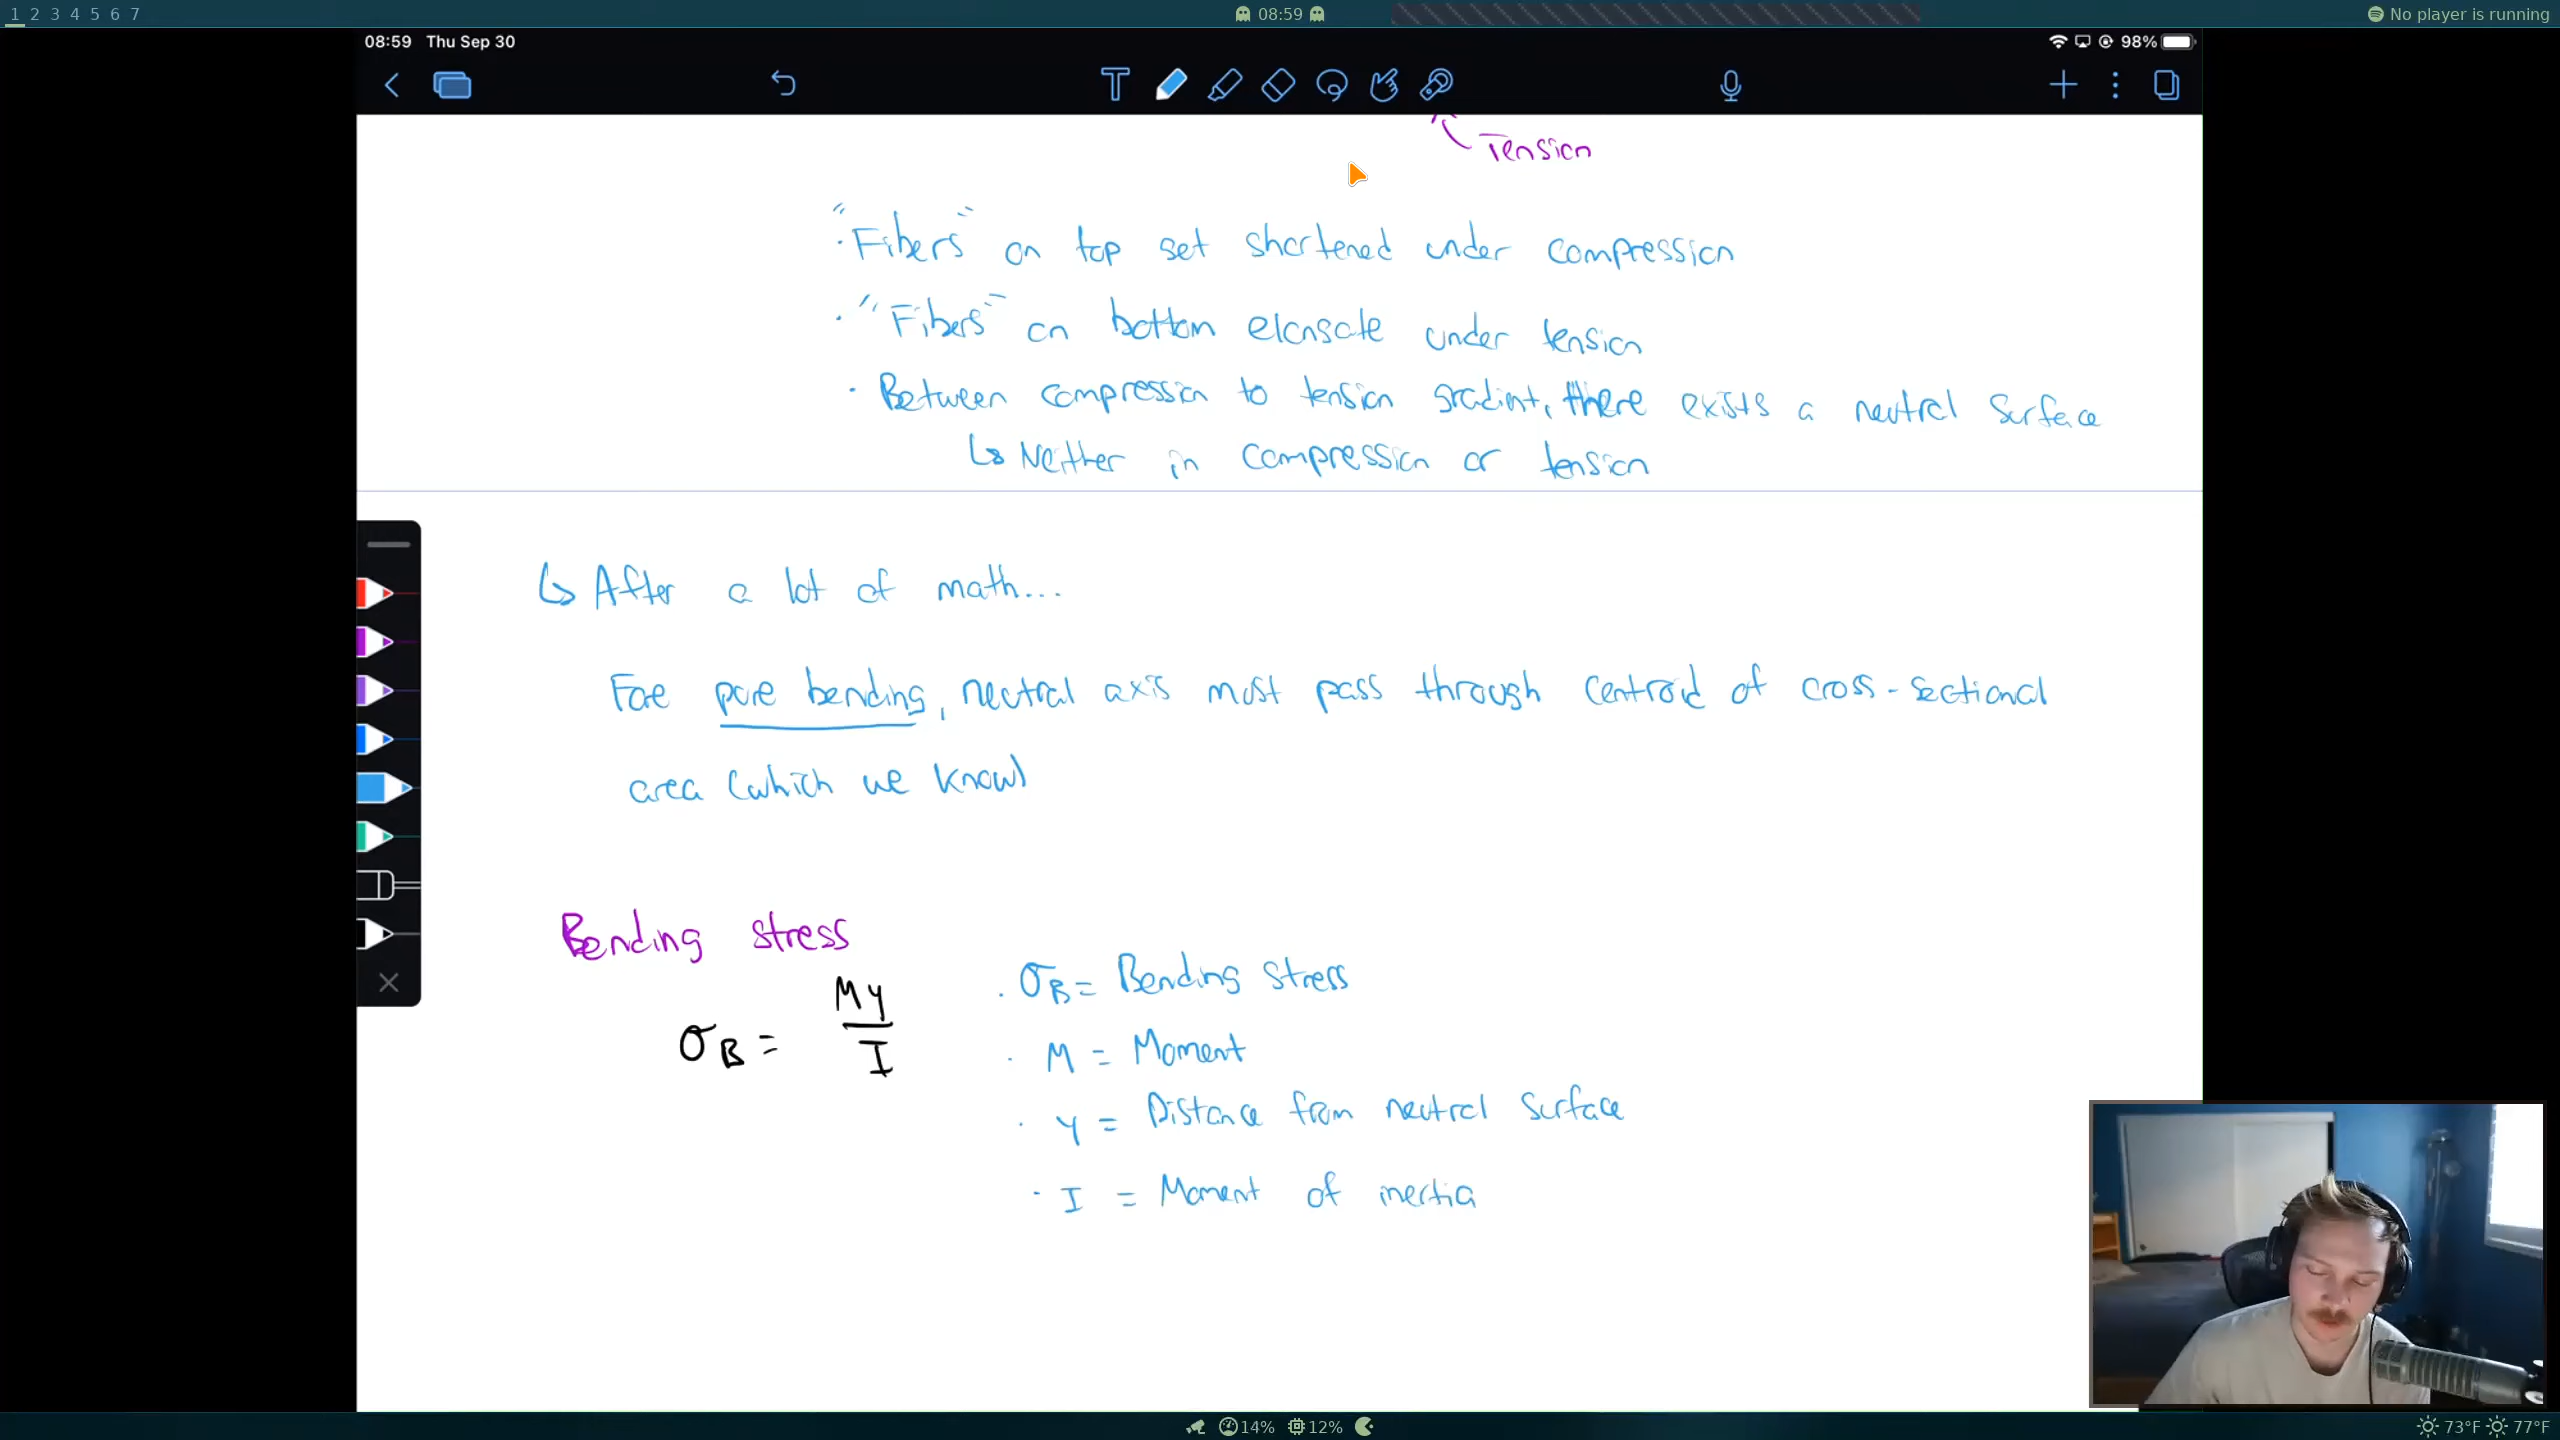 1 2 3 4 5 6 7
08:59
No player is running
08:59 Thu Sep 30
98%
Tension
· "Fibers" on top get shortened under compression
· "Fibers" on bottom elongate under tension
· Between compression to tension gradint, there exists a neutral surface
↳ Neither in compression or tension
↳ After a lot of math...
Fore pure bending, neutral axis must pass through centroid of cross-sectional
area (which we know)
Bending stress
σB = My/I
· σB = Bending stress
· M = Moment
· y = Distance from neutral surface
· I = Moment of inertia
14% 12%
73°F 77°F